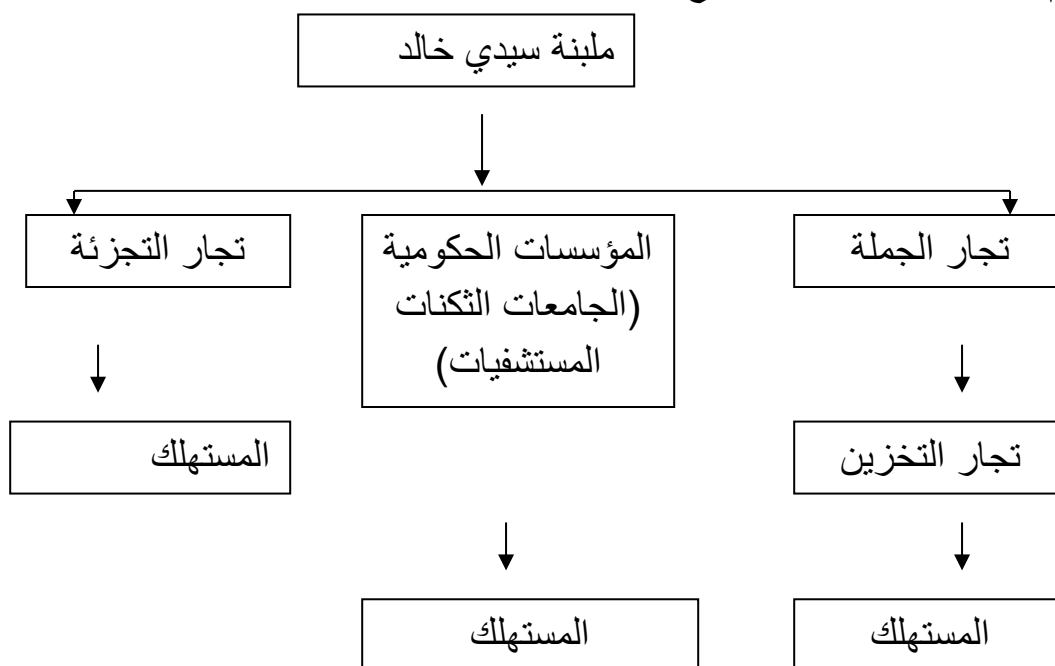 ملبنة سيدي خالد
تجار الجملة
المؤسسات الحكومية
(الجامعات الثكنات
المستشفيات)
تجار التجزئة
تجار التخزين
المستهلك
المستهلك
المستهلك